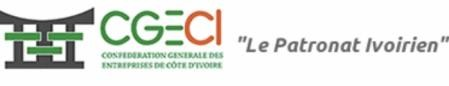 CGECI
CONFEDERATION GENERALE DES
ENTREPRISES DE CÔTE D'IVOIRE
"Le Patronat Ivoirien"